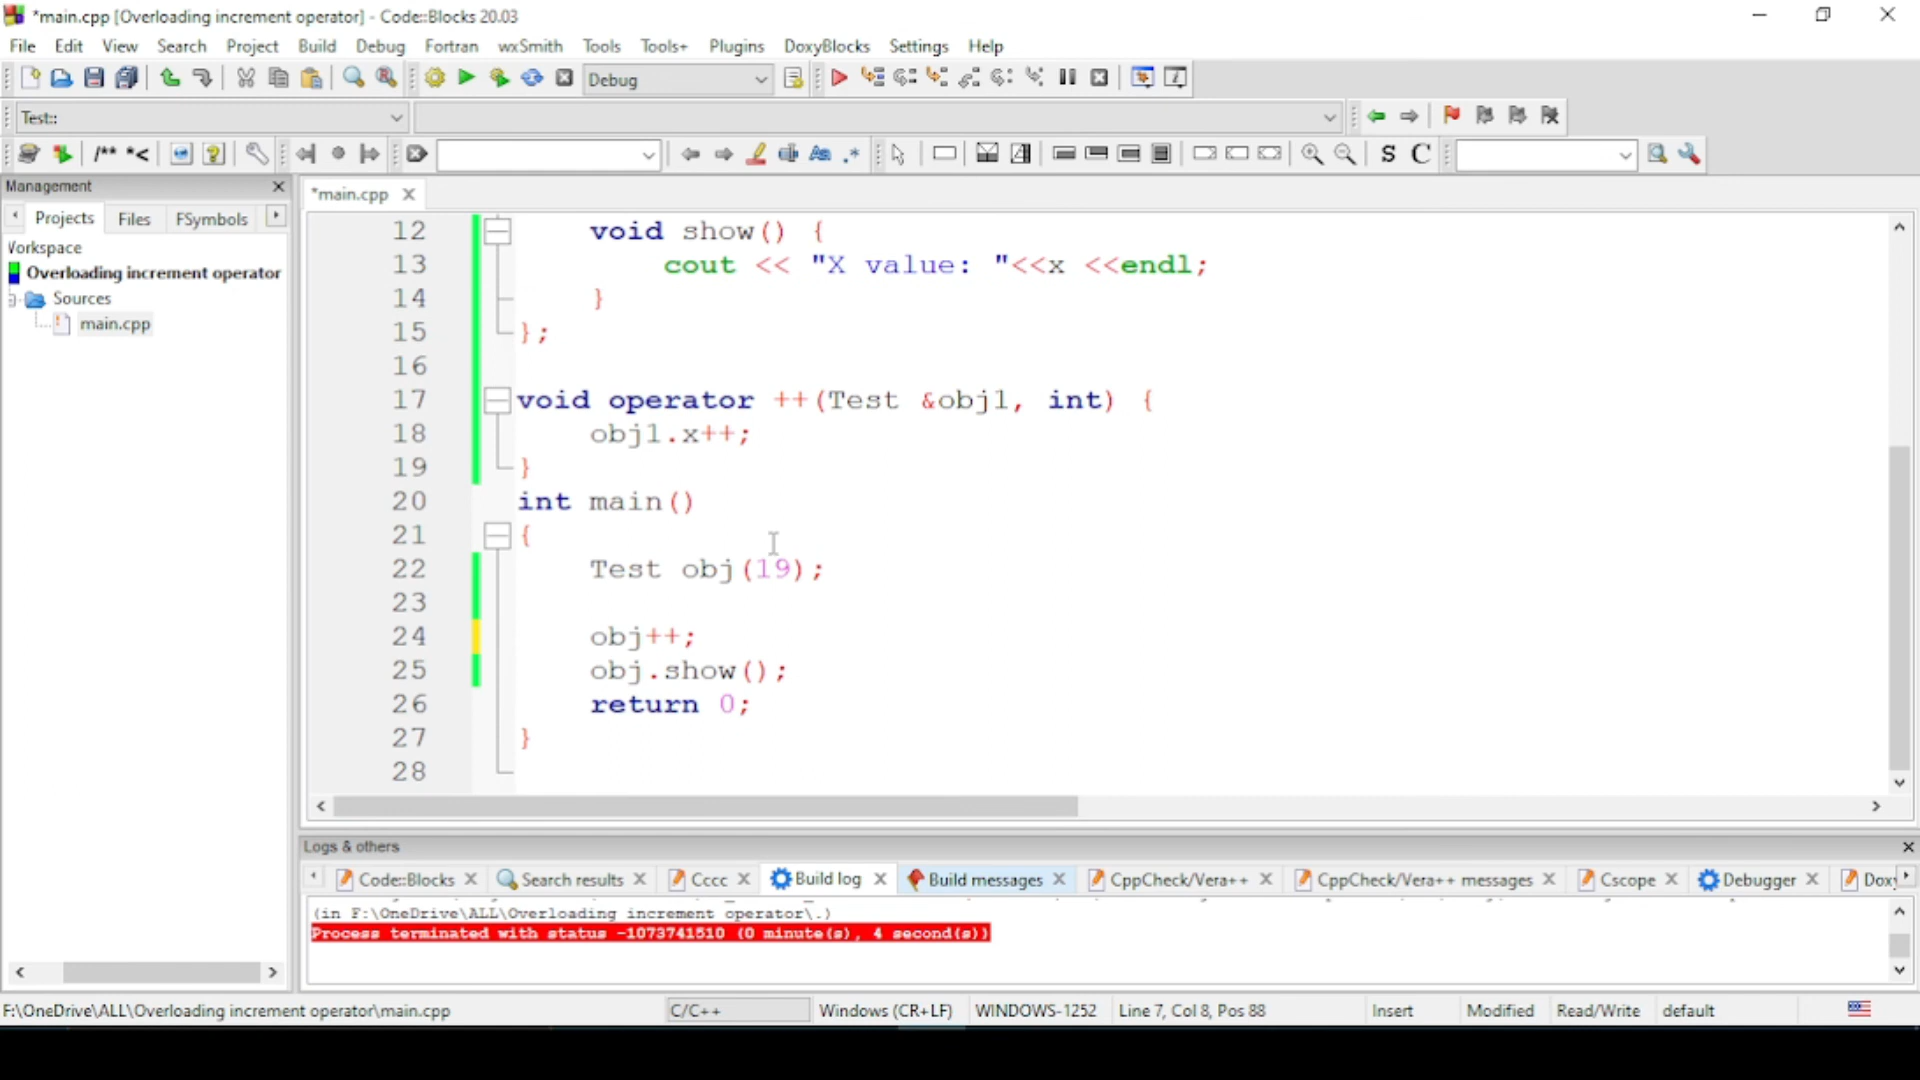 *main.cpp [Overloading increment operator] - Code::Blocks 20.03
File Edit View Search Project Build Debug Fortran wxSmith Tools Tools+ Plugins DoxyBlocks Settings Help
Debug
Test::
/** *<
S C
Management
*main.cpp
Projects Files FSymbols
Vorkspace
Overloading increment operator
Sources
main.cpp
12 void show() {
13 cout << "X value: "<<x <<endl;
14 }
15 };
16
17 void operator ++(Test &obj1, int) {
18 obj1.x++;
19 }
20 int main()
21 {
22 Test obj(19);
23
24 obj++;
25 obj.show();
26 return 0;
27 }
28
Logs & others
Code::Blocks Search results Cccc Build log Build messages CppCheck/Vera++ CppCheck/Vera++ messages Cscope Debugger Doxy
(in F:\OneDrive\ALL\Overloading increment operator\.)
Process terminated with status -1073741510 (0 minute(s), 4 second(s))
F:\OneDrive\ALL\Overloading increment operator\main.cpp C/C++ Windows (CR+LF) WINDOWS-1252 Line 7, Col 8, Pos 88 Insert Modified Read/Write default